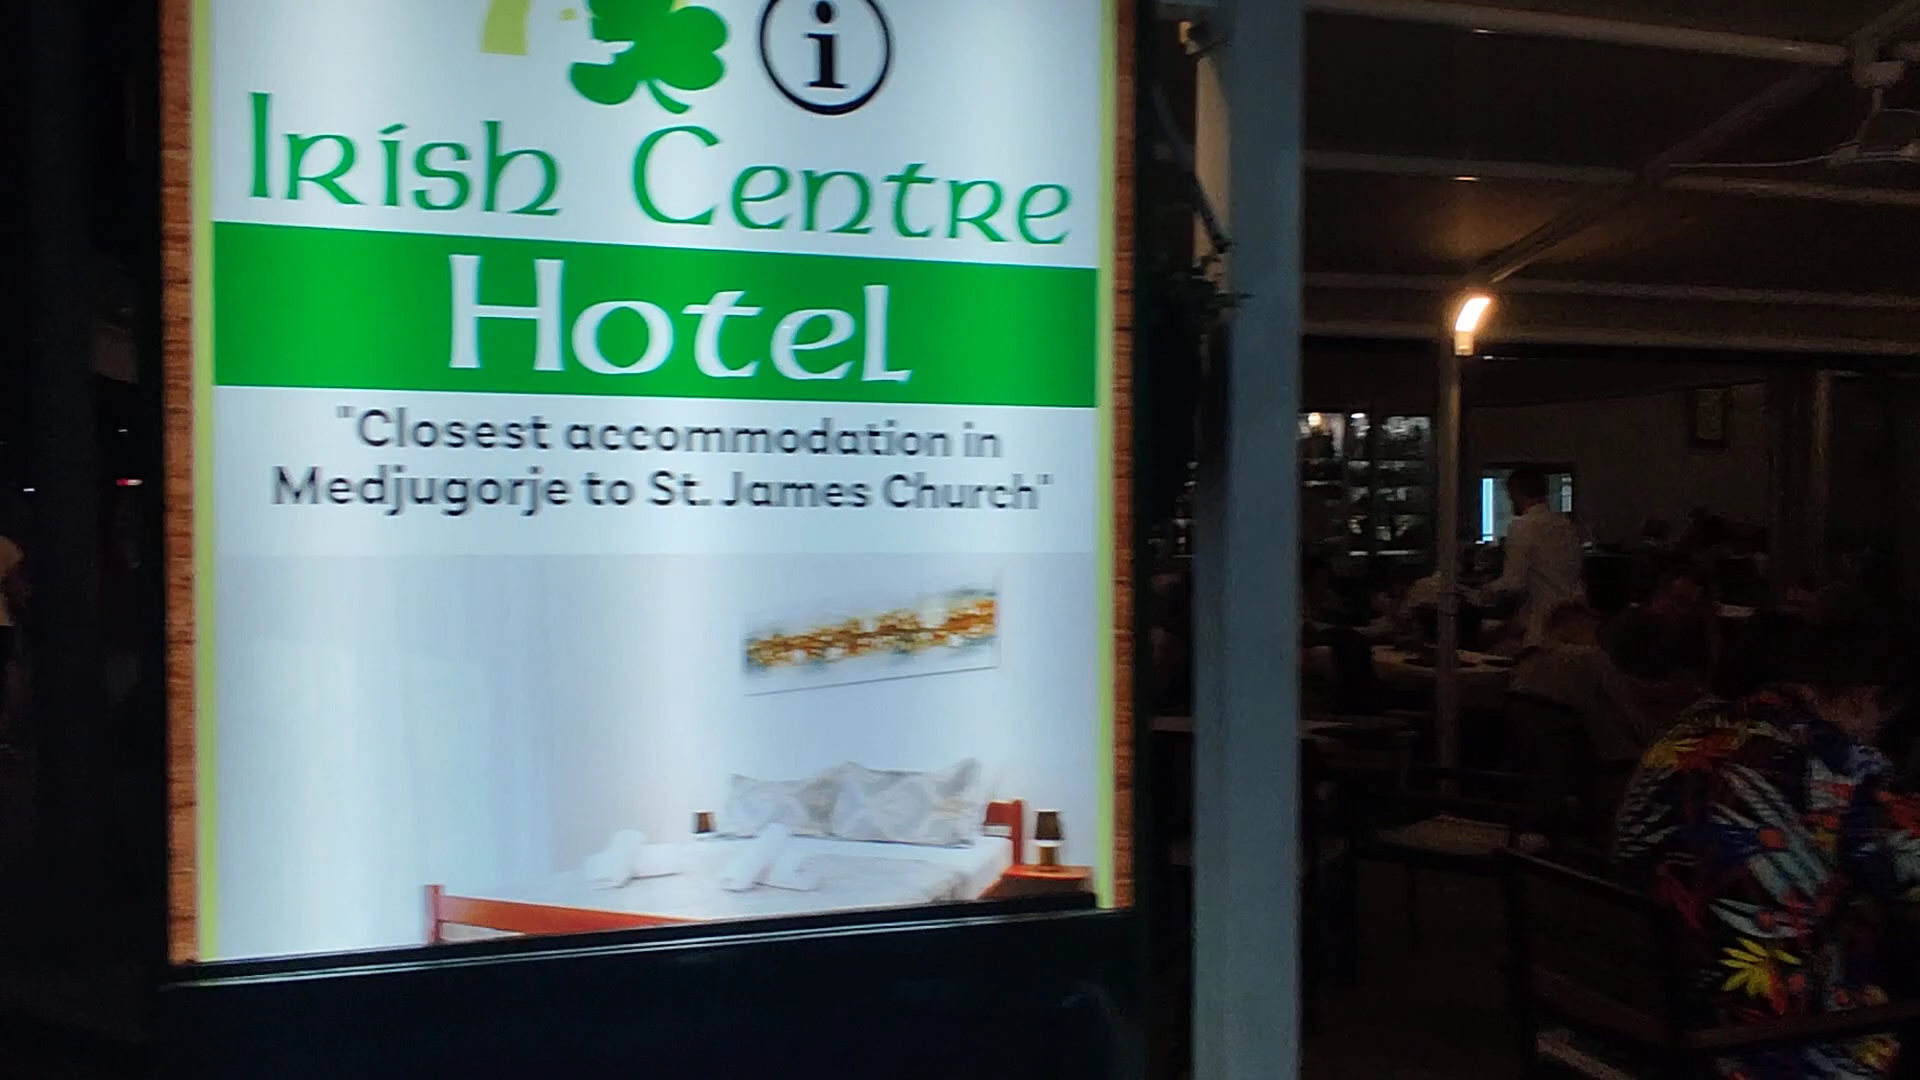 i
Irish Centre
Hotel
"Closest accommodation in
Medjugorje to St. James Church"